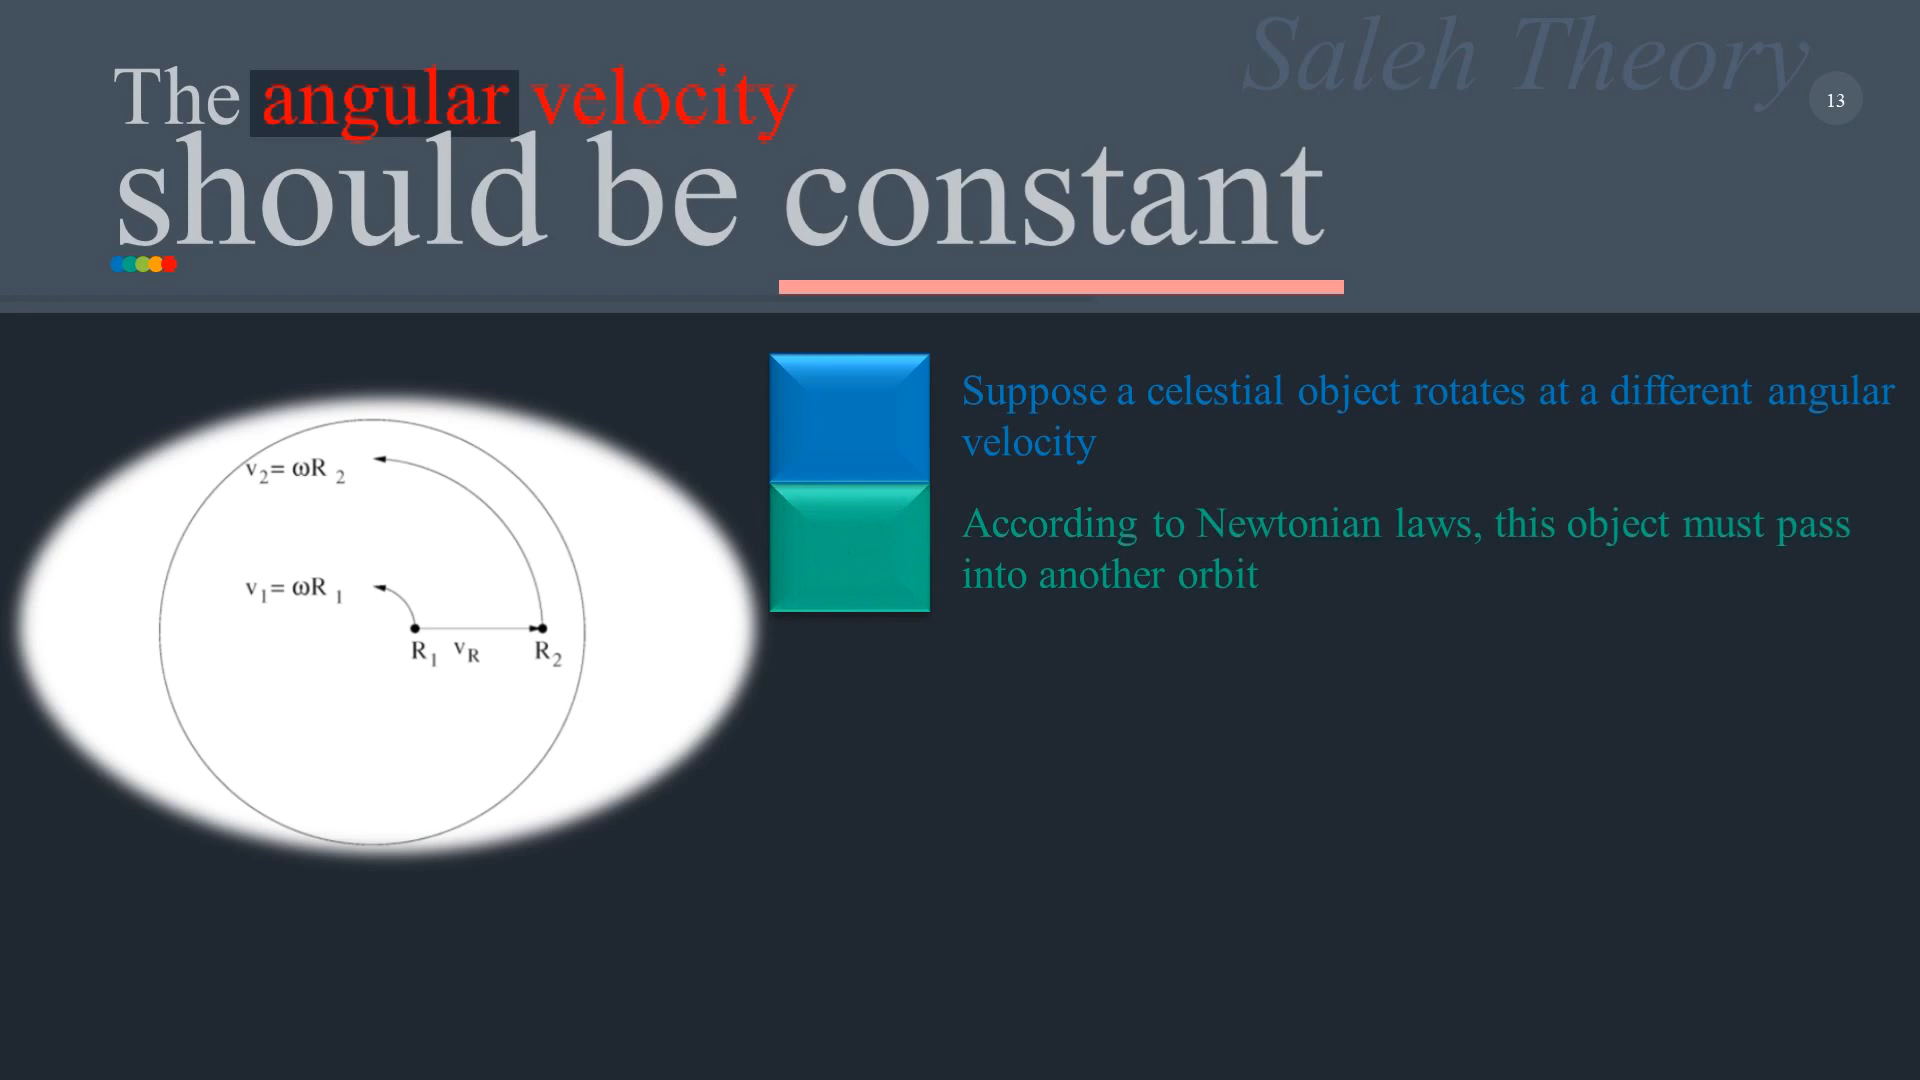 Saleh Theory
13
The angular velocity
should be constant
Suppose a celestial object rotates at a different angular
velocity
According to Newtonian laws, this object must pass
into another orbit
v2= ωR 2
v1= ωR 1
R1 vR R2